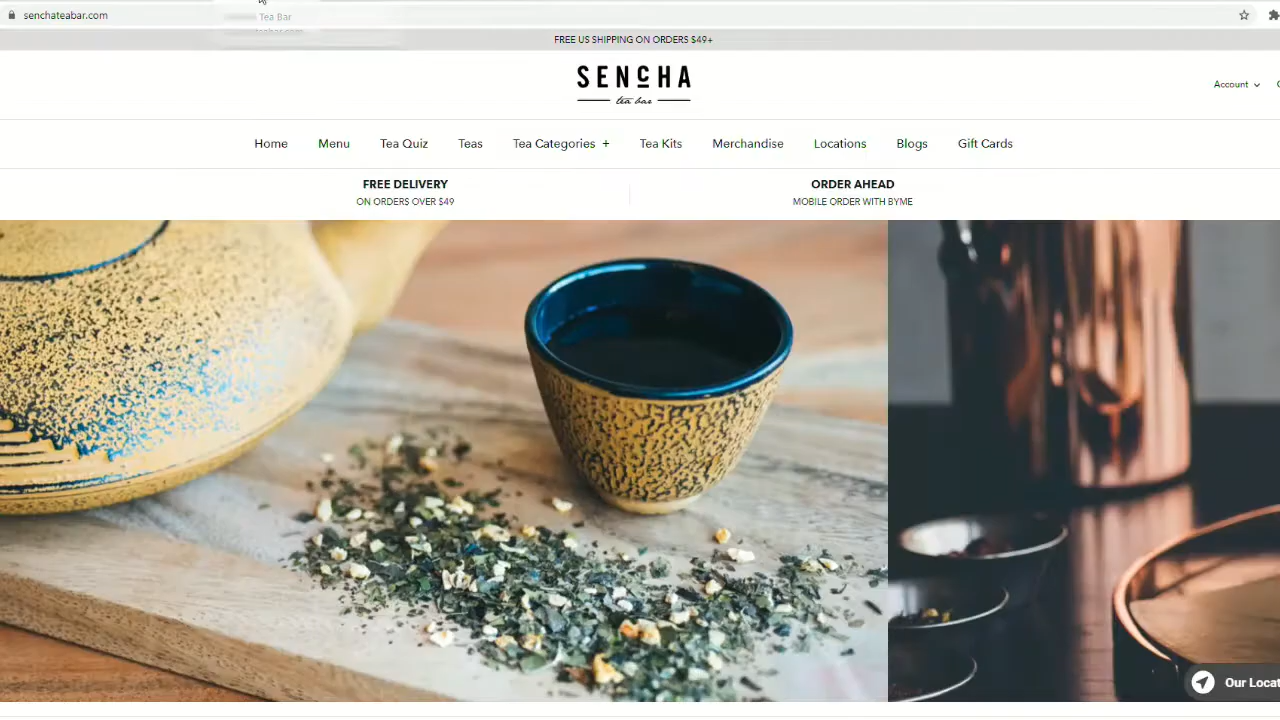 senchateabar.com
Tea Bar
FREE US SHIPPING ON ORDERS $49+
SENCHA
tea bar
Account
Home Menu Tea Quiz Teas Tea Categories + Tea Kits Merchandise Locations Blogs Gift Cards
FREE DELIVERY
ON ORDERS OVER $49
ORDER AHEAD
MOBILE ORDER WITH BYME
Our Locat